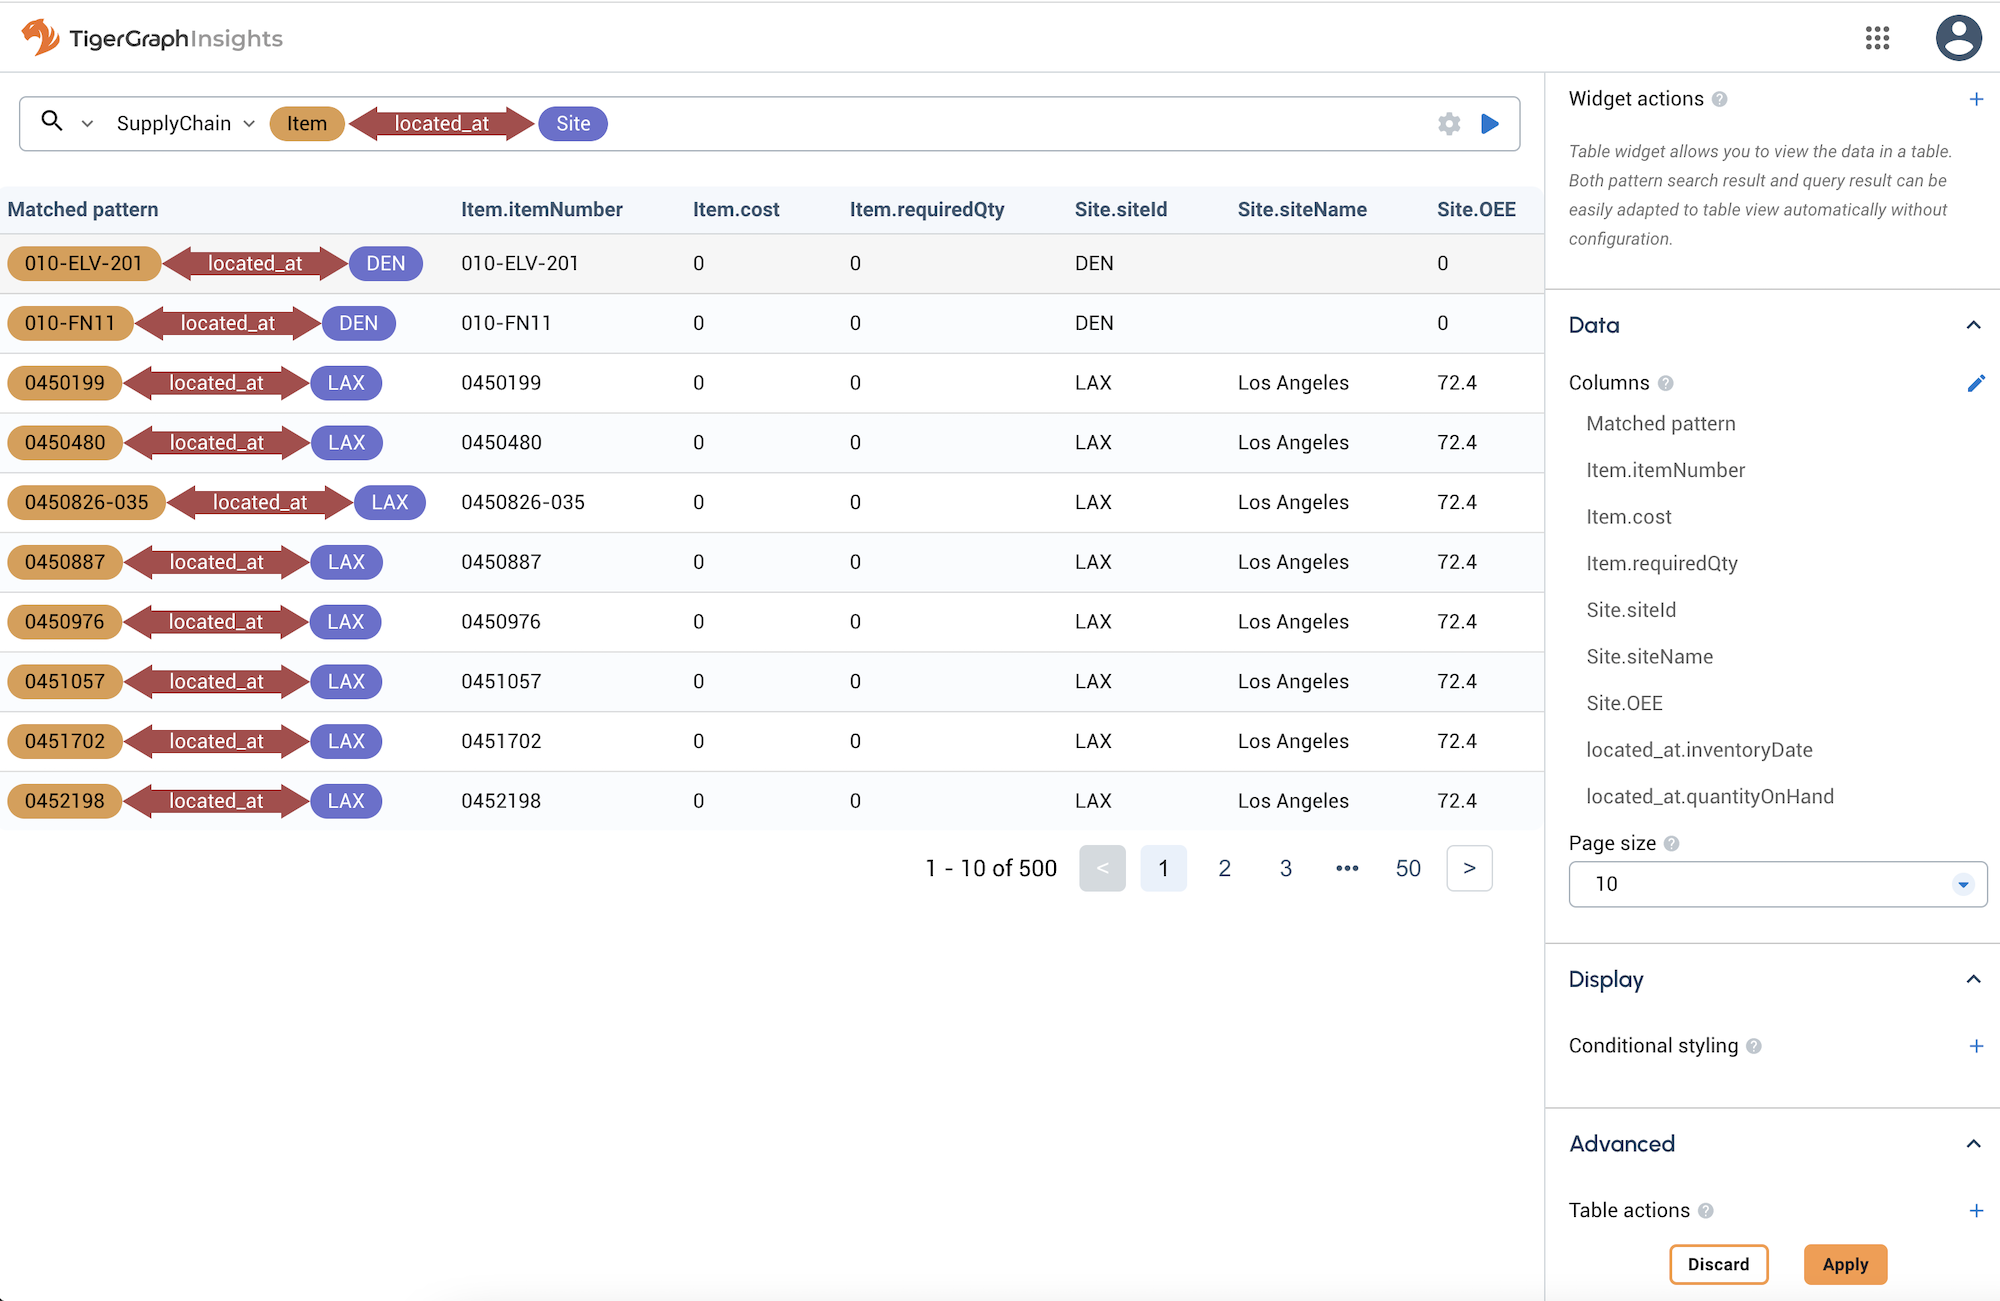 TigerGraph Insights
SupplyChain Item located_at Site
Matched pattern Item.itemNumber Item.cost Item.requiredQty Site.siteId Site.siteName Site.OEE
010-ELV-201 located_at DEN 010-ELV-201 0 0 DEN 0
010-FN11 located_at DEN 010-FN11 0 0 DEN 0
0450199 located_at LAX 0450199 0 0 LAX Los Angeles 72.4
0450480 located_at LAX 0450480 0 0 LAX Los Angeles 72.4
0450826-035 located_at LAX 0450826-035 0 0 LAX Los Angeles 72.4
0450887 located_at LAX 0450887 0 0 LAX Los Angeles 72.4
0450976 located_at LAX 0450976 0 0 LAX Los Angeles 72.4
0451057 located_at LAX 0451057 0 0 LAX Los Angeles 72.4
0451702 located_at LAX 0451702 0 0 LAX Los Angeles 72.4
0452198 located_at LAX 0452198 0 0 LAX Los Angeles 72.4
1 - 10 of 500 < 1 2 3 ••• 50 >
Widget actions ? +
Table widget allows you to view the data in a table.
Both pattern search result and query result can be
easily adapted to table view automatically without
configuration.
Data
Columns ?
Matched pattern
Item.itemNumber
Item.cost
Item.requiredQty
Site.siteId
Site.siteName
Site.OEE
located_at.inventoryDate
located_at.quantityOnHand
Page size ?
10
Display
Conditional styling ? +
Advanced
Table actions ? +
Discard Apply